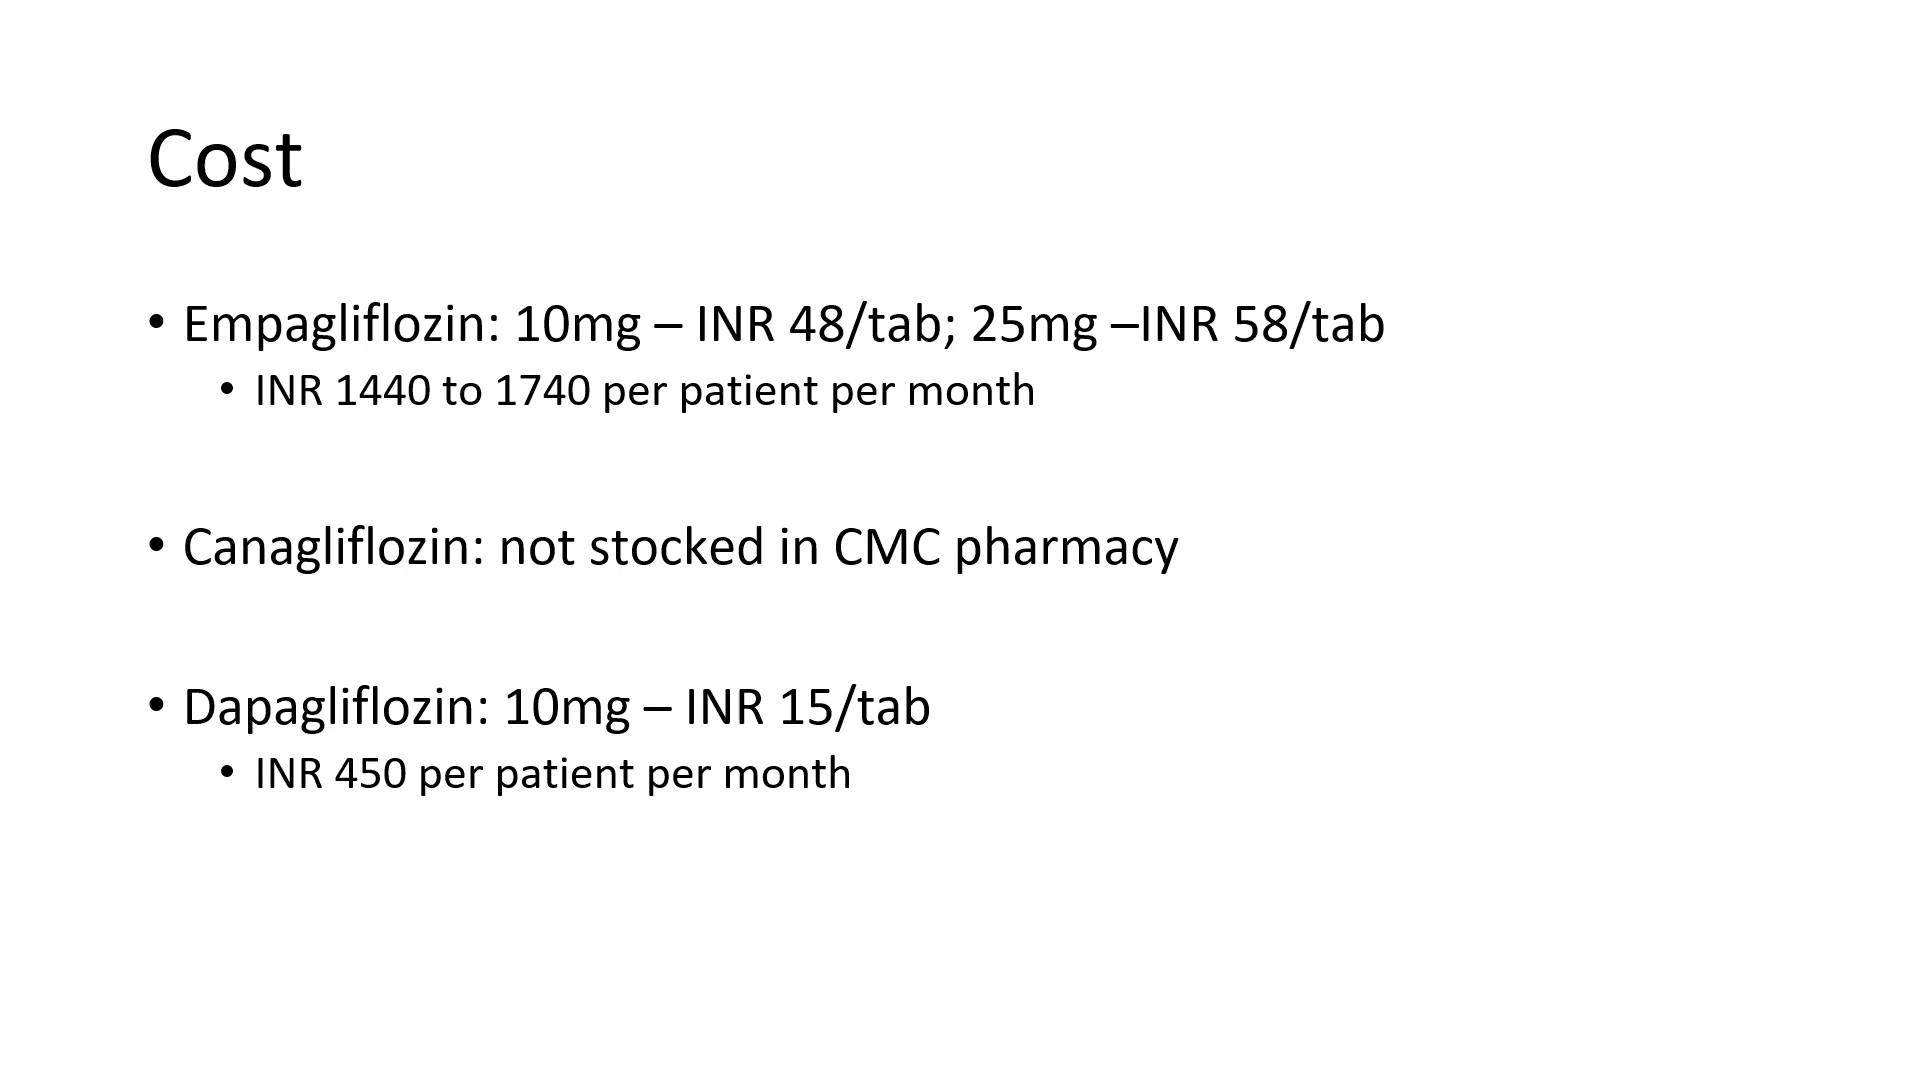 Cost
• Empagliflozin: 10mg – INR 48/tab; 25mg –INR 58/tab
• INR 1440 to 1740 per patient per month
• Canagliflozin: not stocked in CMC pharmacy
• Dapagliflozin: 10mg – INR 15/tab
• INR 450 per patient per month